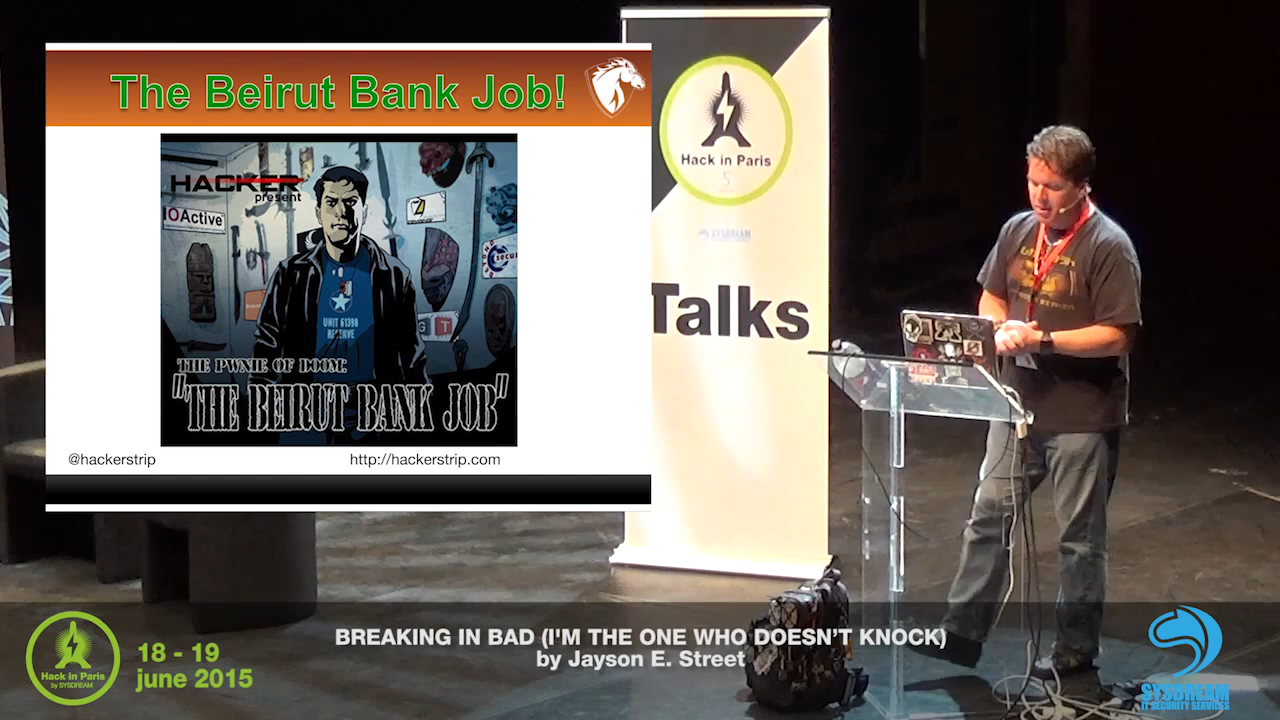 The Beirut Bank Job!
HACKER
present
IOActive
UNIT 61398
RESERVE
THE PWNIE OF DOOM:
"THE BEIRUT BANK JOB"
@hackerstrip
http://hackerstrip.com
Hack in Paris
5
SYSDREAM
Talks
BREAKING IN BAD (I'M THE ONE WHO DOESN'T KNOCK)
by Jayson E. Street
Hack in Paris
by SYSDREAM
18 - 19
june 2015
SYSDREAM
IT SECURITY SERVICES